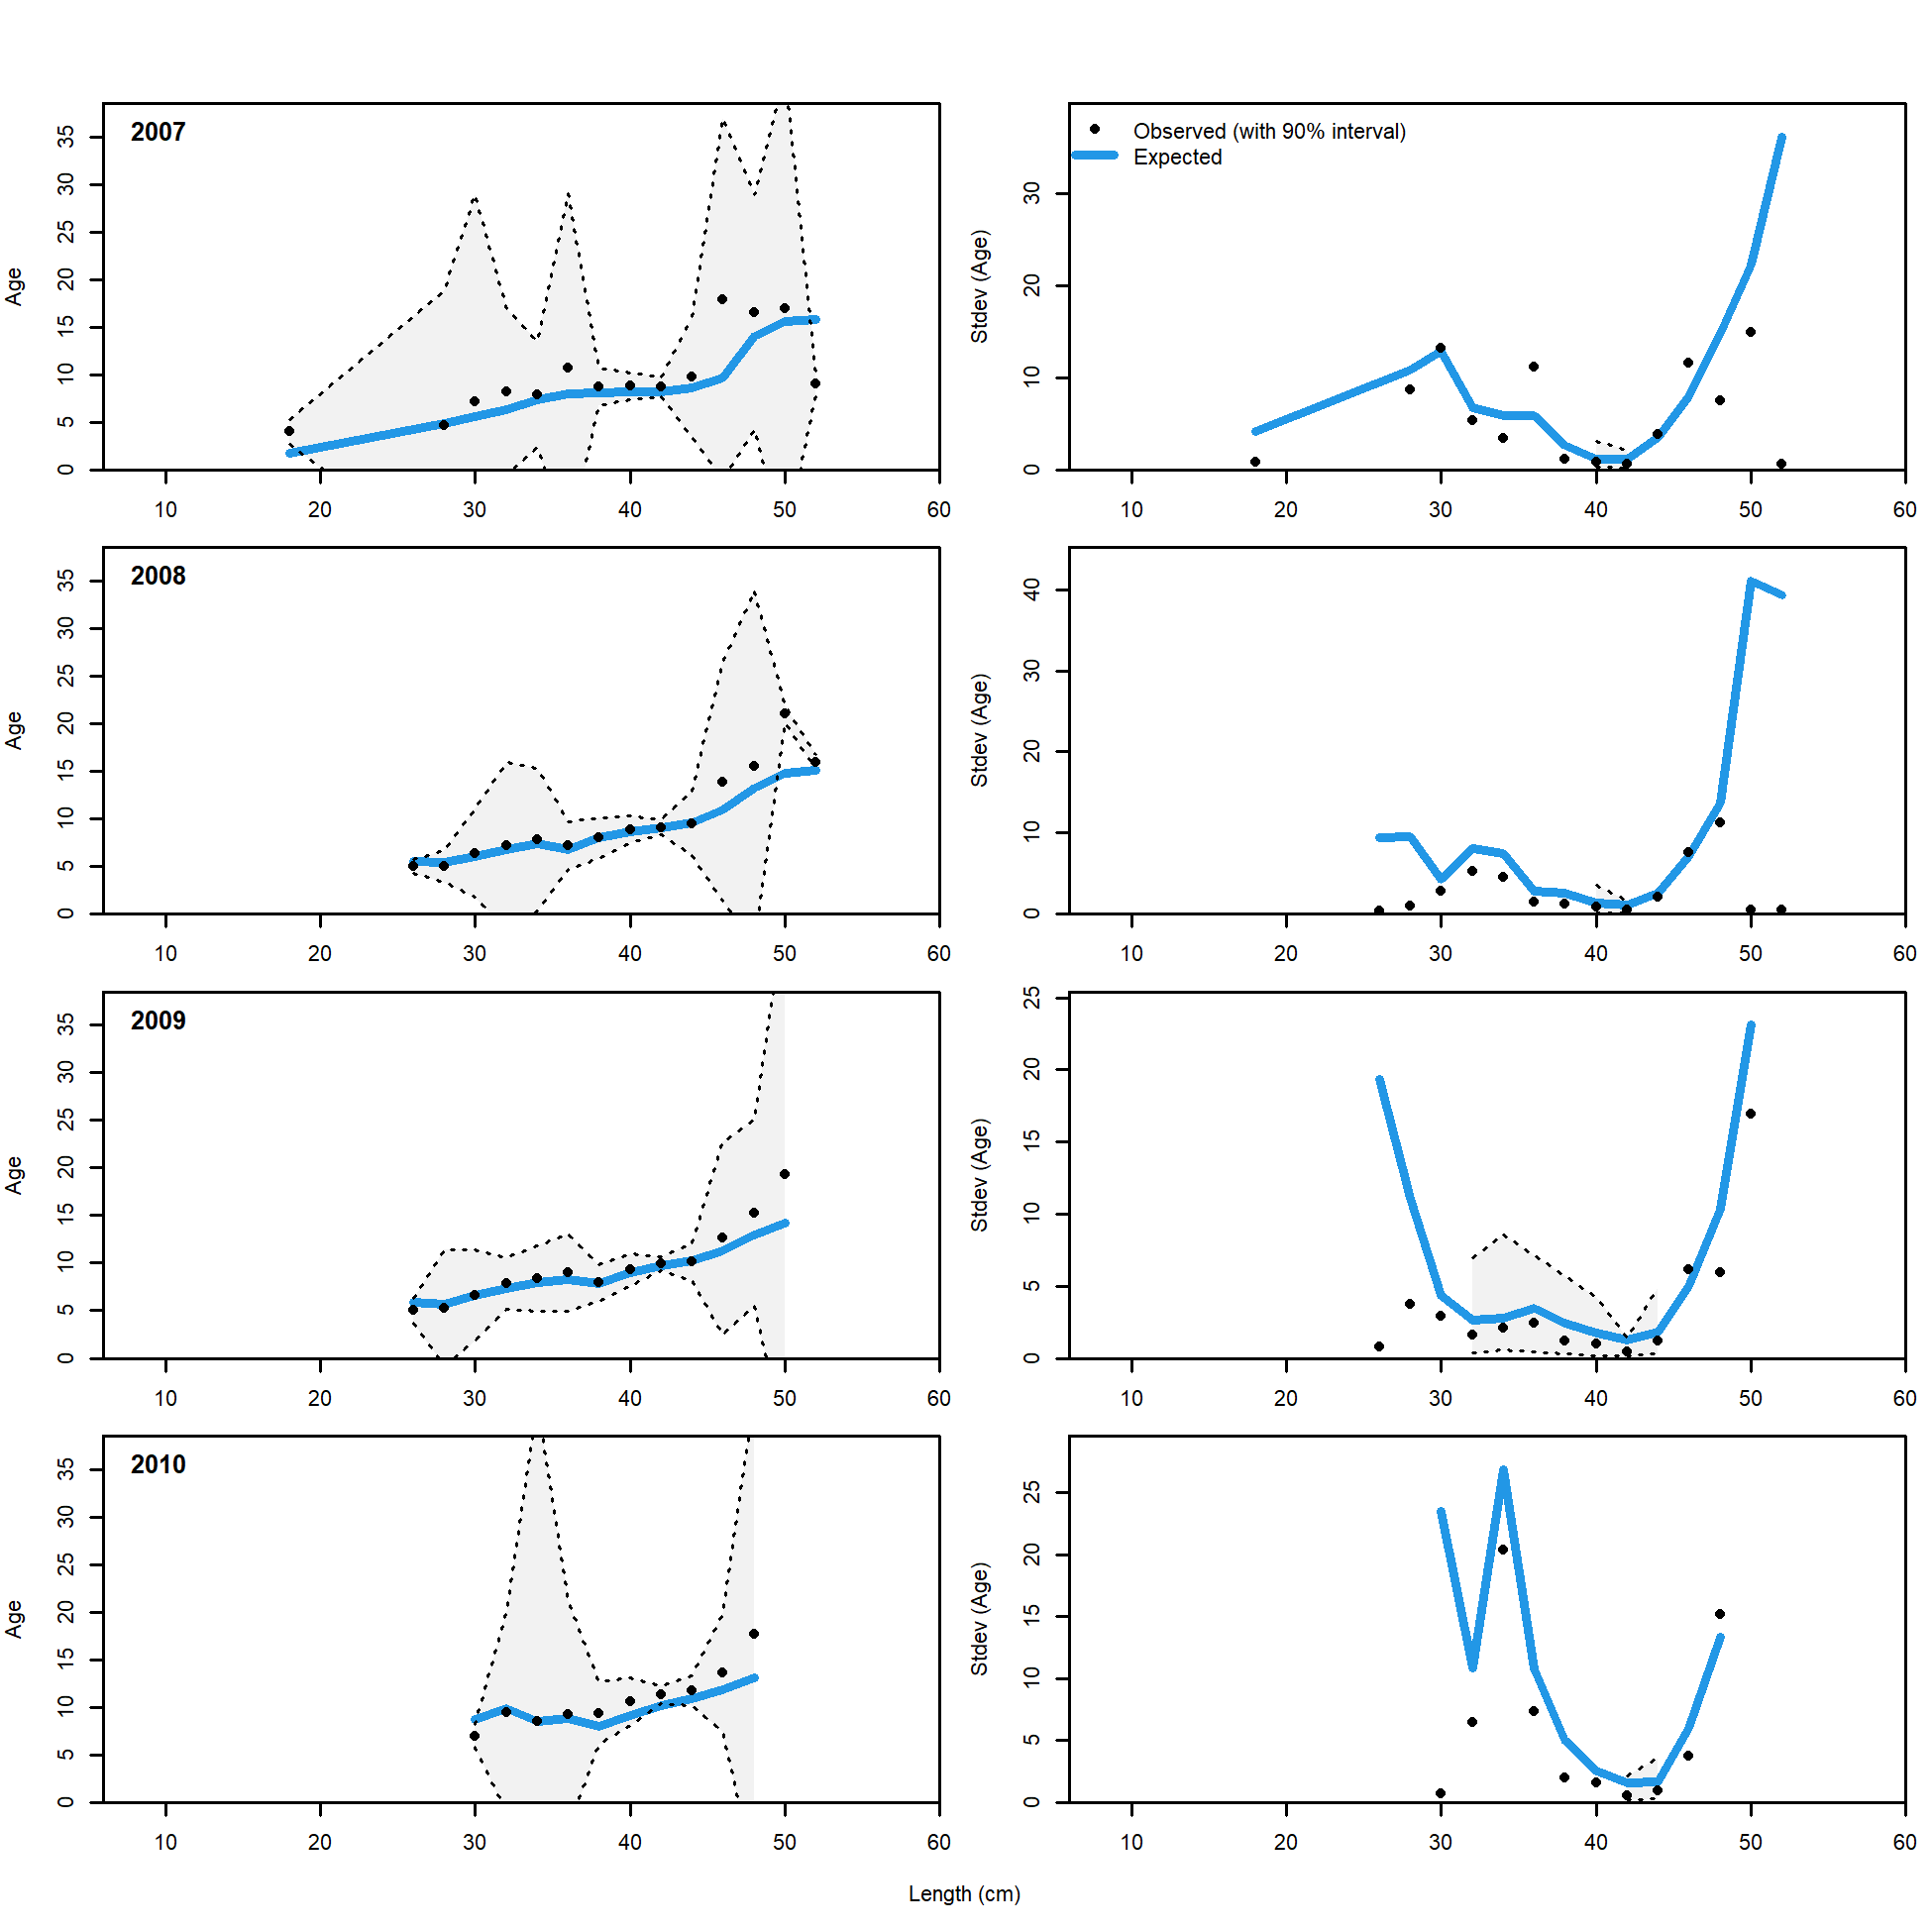 2007
Age
0 5 10 15 20 25 30 35
10 20 30 40 50 60
Observed (with 90% interval)
Expected
Stdev (Age)
0 10 20 30
10 20 30 40 50 60
2008
Age
0 5 10 15 20 25 30 35
10 20 30 40 50 60
Stdev (Age)
0 10 20 30 40
10 20 30 40 50 60
2009
Age
0 5 10 15 20 25 30 35
10 20 30 40 50 60
Stdev (Age)
0 5 10 15 20 25
10 20 30 40 50 60
2010
Age
0 5 10 15 20 25 30 35
10 20 30 40 50 60
Stdev (Age)
0 5 10 15 20 25
10 20 30 40 50 60
Length (cm)